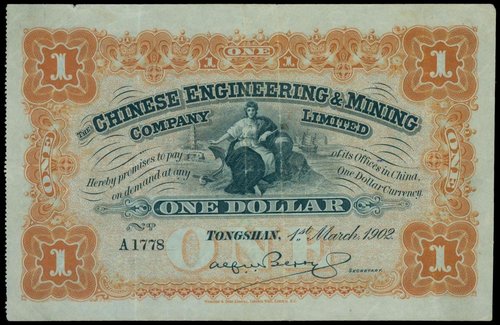 ONE
1 1 1 1
THE CHINESE ENGINEERING & MINING
COMPANY LIMITED
Hereby promises to pay of its Offices in China,
on demand at any One Dollar Currency.
ONE DOLLAR
ONE ONE
Nº
A 1778 TONGSHAN, 1st March, 1902.
ONE
SECRETARY.
1 1